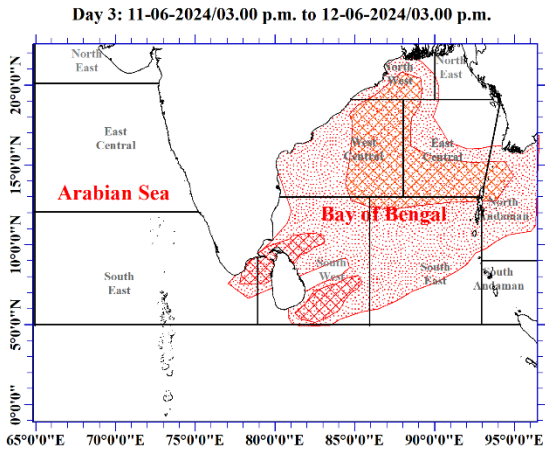 Day 3: 11-06-2024/03.00 p.m. to 12-06-2024/03.00 p.m.
North
East
North
West
North
East
20°0'0"N
East
Central
West
Central
East
Central
15°0'0"N
Arabian Sea
Bay of Bengal
North
Andaman
10°0'0"N
South
East
South
West
South
East
South
Andaman
5°0'0"N
0°0'0"
65°0'0"E
70°0'0"E
75°0'0"E
80°0'0"E
85°0'0"E
90°0'0"E
95°0'0"E